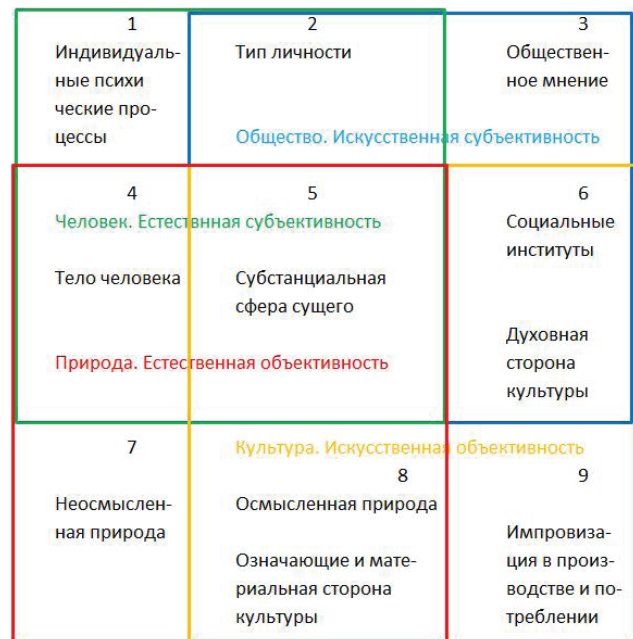 1
Индивидуаль-
ные психи
ческие про-
цессы
2
Тип личности
3
Обществен-
ное мнение
Общество. Искусственная субъективность
4
5
Человек. Естествнная субъективность
6
Социальные
институты
Тело человека
Субстанциальная
сфера сущего
Духовная
сторона
культуры
Природа. Естественная объективность
7
Культура. Искусственная объективность
Неосмыслен-
ная природа
8
Осмысленная природа
Означающие и мате-
риальная сторона
культуры
9
Импровиза-
ция в произ-
водстве и по-
треблении